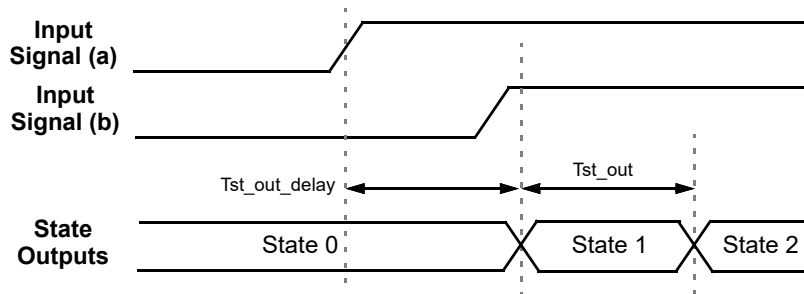 Input
Signal (a)
Input
Signal (b)
Tst_out_delay
Tst_out
State
Outputs
State 0
State 1
State 2